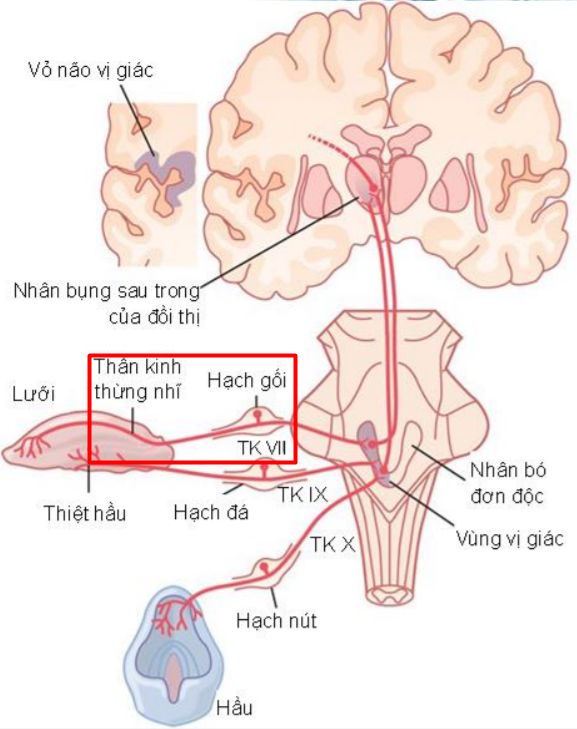 Vỏ não vị giác
Nhân bụng sau trong
của đồi thị
Thân kinh
thừng nhĩ
Hạch gối
Lưỡi
TK VII
Nhân bó
đơn độc
Thiệt hầu
Hạch đá
TK IX
TK X
Vùng vị giác
Hạch nút
Hầu